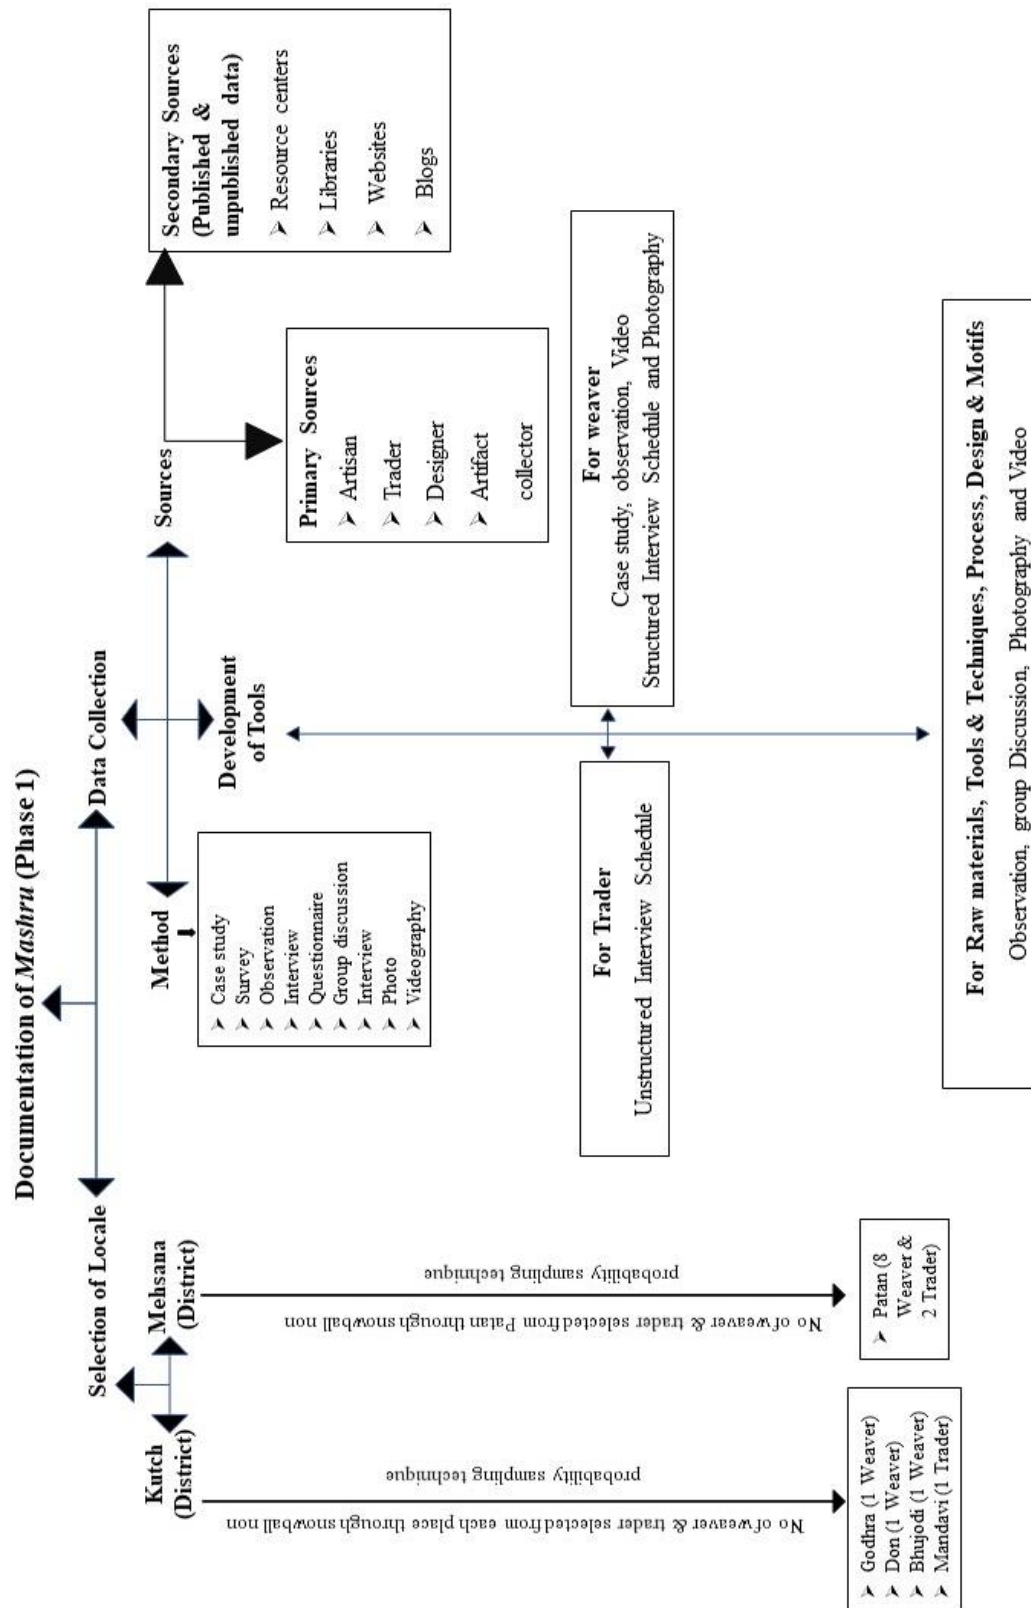 Documentation of Mashru (Phase 1)
Selection of Locale
Data Collection
Kutch
(District)
Mehsana
(District)
No of weaver & trader selected from each place through snowball non
probability sampling technique
No of weaver & trader selected from Patan through snowball non
probability sampling technique
➢ Godhra (1 Weaver)
➢ Don (1 Weaver)
➢ Bhujodi (1 Weaver)
➢ Mandavi (1 Trader)
➢ Patan (8
Weaver &
2 Trader)
Method
➢ Case study
➢ Survey
➢ Observation
➢ Interview
➢ Questionnaire
➢ Group discussion
➢ Interview
➢ Photo
➢ Videography
Development
of Tools
Sources
Primary Sources
➢ Artisan
➢ Trader
➢ Designer
➢ Artifact
collector
Secondary Sources
(Published &
unpublished data)
➢ Resource centers
➢ Libraries
➢ Websites
➢ Blogs
For Trader
Unstructured Interview Schedule
For weaver
Case study, observation, Video
Structured Interview Schedule and Photography
For Raw materials, Tools & Techniques, Process, Design & Motifs
Observation, group Discussion, Photography and Video